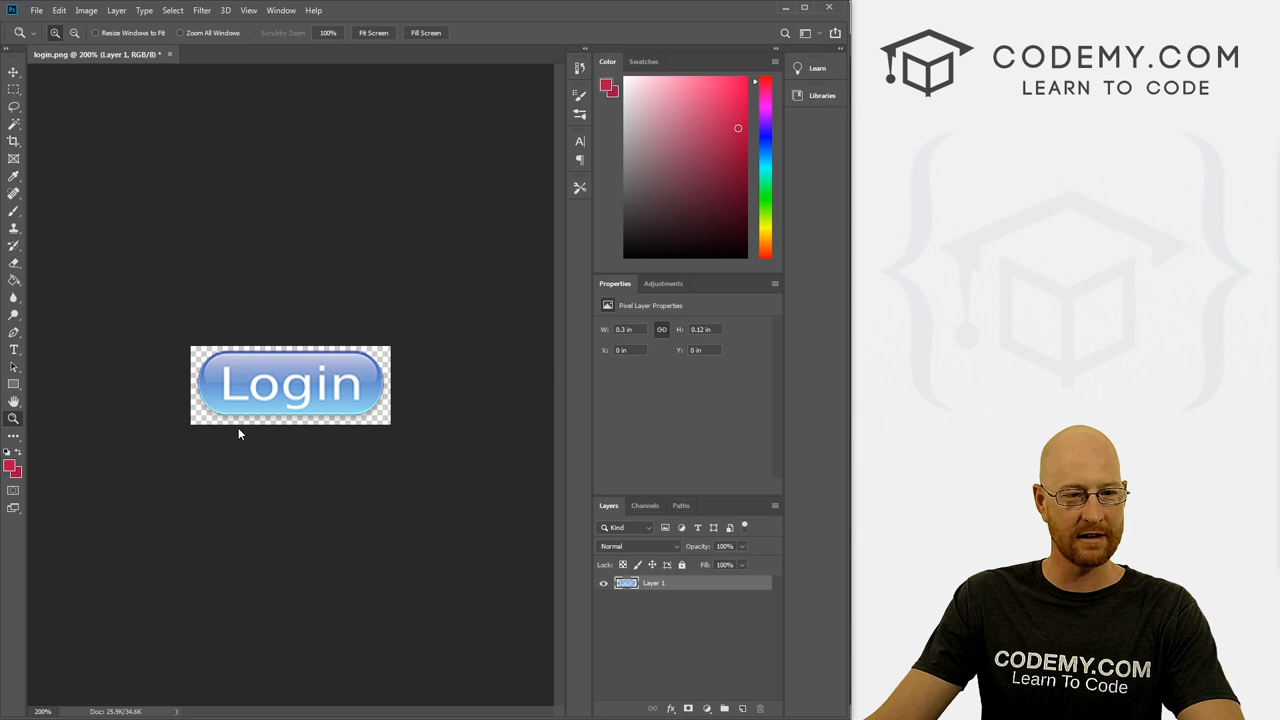 Ps File Edit Image Layer Type Select Filter 3D View Window Help
Resize Windows to Fit Zoom All Windows Scrubby Zoom 100% Fit Screen Fill Screen
login.png @ 200% (Layer 1, RGB/8) *
Color Swatches
Learn
Libraries
Properties Adjustments
Pixel Layer Properties
W: 0.3 in GO H: 0.12 in
X: 0 in Y: 0 in
Login
Layers Channels Paths
Kind
Normal Opacity: 100%
Lock: Fill: 100%
Layer 1
fx
200% Doc: 25.9K/34.6K
CODEMY.COM
LEARN TO CODE
CODEMY.COM
Learn To Code